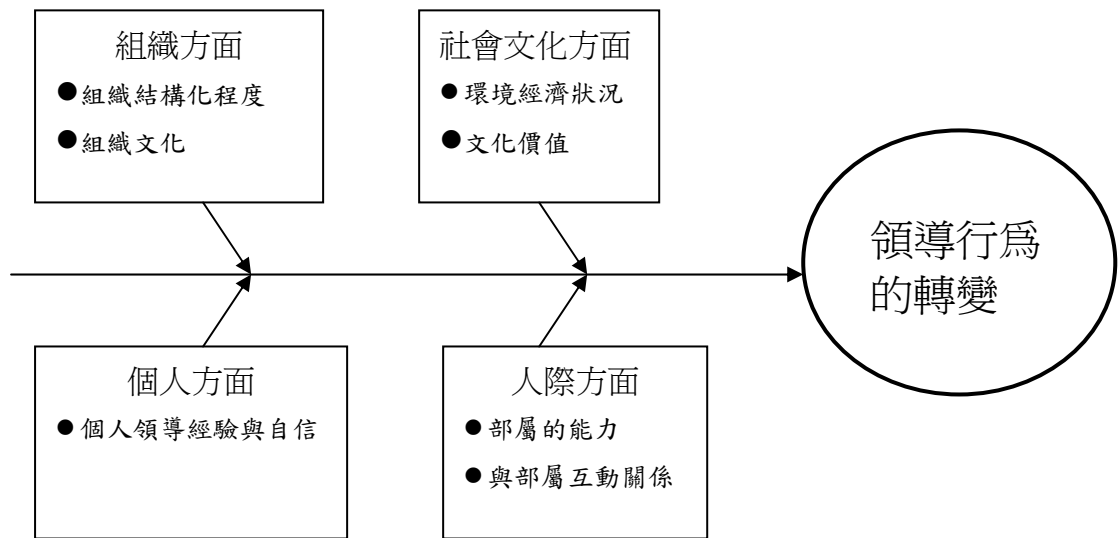 組織方面
●組織結構化程度
●組織文化
社會文化方面
●環境經濟狀況
●文化價值
領導行爲
的轉變
個人方面
●個人領導經驗與自信
人際方面
●部屬的能力
●與部屬互動關係